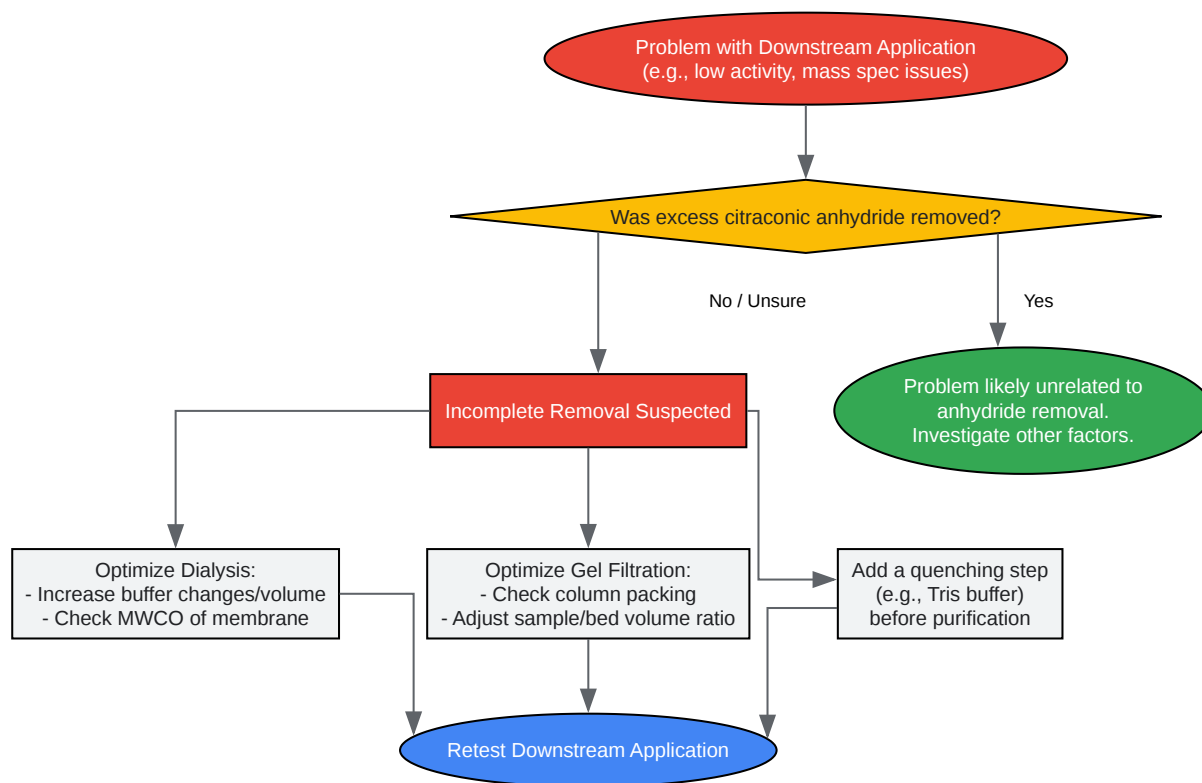 Problem with Downstream Application
(e.g., low activity, mass spec issues)
Was excess citraconic anhydride removed?
No / Unsure
Yes
Incomplete Removal Suspected
Problem likely unrelated to
anhydride removal.
Investigate other factors.
Optimize Dialysis:
- Increase buffer changes/volume
- Check MWCO of membrane
Optimize Gel Filtration:
- Check column packing
- Adjust sample/bed volume ratio
Add a quenching step
(e.g., Tris buffer)
before purification
Retest Downstream Application